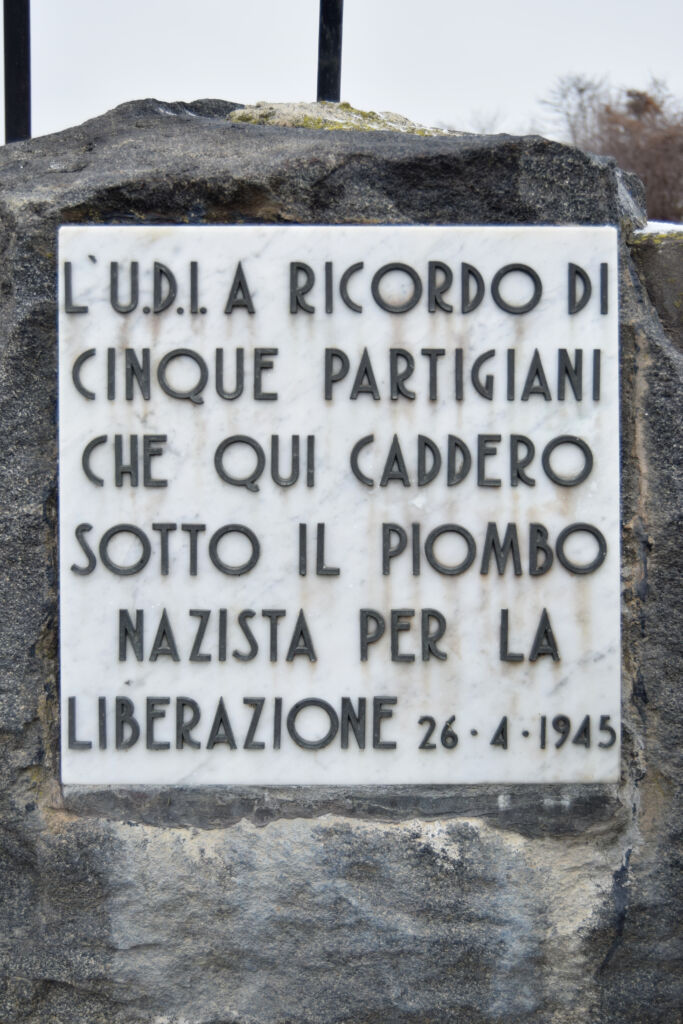 L'U.D.I. A RICORDO DI
CINQUE PARTIGIANI
CHE QUI CADDERO
SOTTO IL PIOMBO
NAZISTA PER LA
LIBERAZIONE 26·4·1945